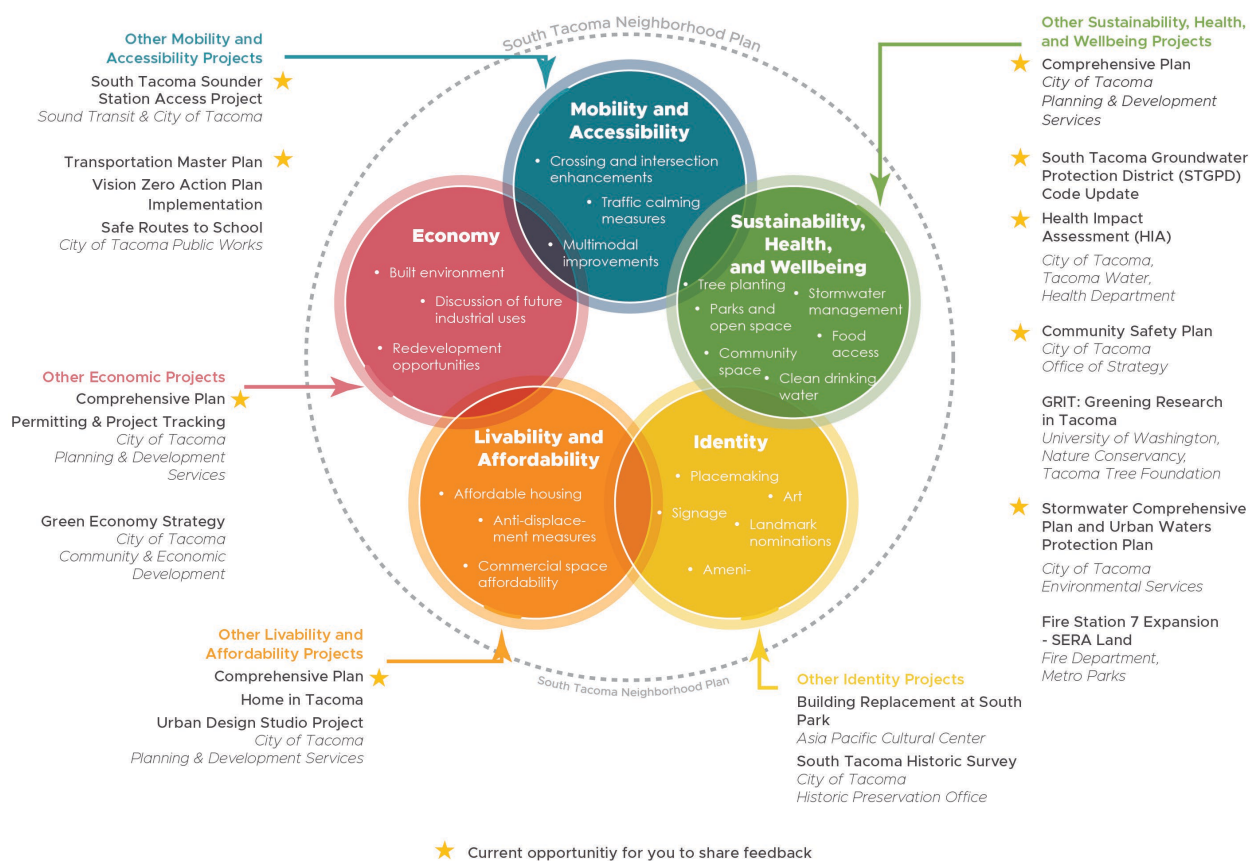 South Tacoma Neighborhood Plan
Other Mobility and
Accessibility Projects
South Tacoma Sounder
Station Access Project
Sound Transit & City of Tacoma
Transportation Master Plan
Vision Zero Action Plan
Implementation
Safe Routes to School
City of Tacoma Public Works
Mobility and
Accessibility
• Crossing and intersection
enhancements
• Traffic calming
measures
• Multimodal
improvements
Economy
• Built environment
• Discussion of future
industrial uses
• Redevelopment
opportunities
Sustainability,
Health,
and Wellbeing
• Tree planting
• Stormwater
management
• Parks and
open space
• Food
access
• Community
space
• Clean drinking
water
Livability and
Affordability
• Affordable housing
• Anti-displace-
ment measures
• Commercial space
affordability
Identity
• Placemaking
• Art
• Signage
• Landmark
nominations
• Ameni-
Other Economic Projects
Comprehensive Plan
Permitting & Project Tracking
City of Tacoma
Planning & Development
Services
Green Economy Strategy
City of Tacoma
Community & Economic
Development
Other Livability and
Affordability Projects
Comprehensive Plan
Home in Tacoma
Urban Design Studio Project
City of Tacoma
Planning & Development Services
South Tacoma Neighborhood Plan
Other Identity Projects
Building Replacement at South
Park
Asia Pacific Cultural Center
South Tacoma Historic Survey
City of Tacoma
Historic Preservation Office
Other Sustainability, Health,
and Wellbeing Projects
Comprehensive Plan
City of Tacoma
Planning & Development
Services
South Tacoma Groundwater
Protection District (STGPD)
Code Update
Health Impact
Assessment (HIA)
City of Tacoma,
Tacoma Water,
Health Department
Community Safety Plan
City of Tacoma
Office of Strategy
GRIT: Greening Research
in Tacoma
University of Washington,
Nature Conservancy,
Tacoma Tree Foundation
Stormwater Comprehensive
Plan and Urban Waters
Protection Plan
City of Tacoma
Environmental Services
Fire Station 7 Expansion
- SERA Land
Fire Department,
Metro Parks
Current opportunitiy for you to share feedback